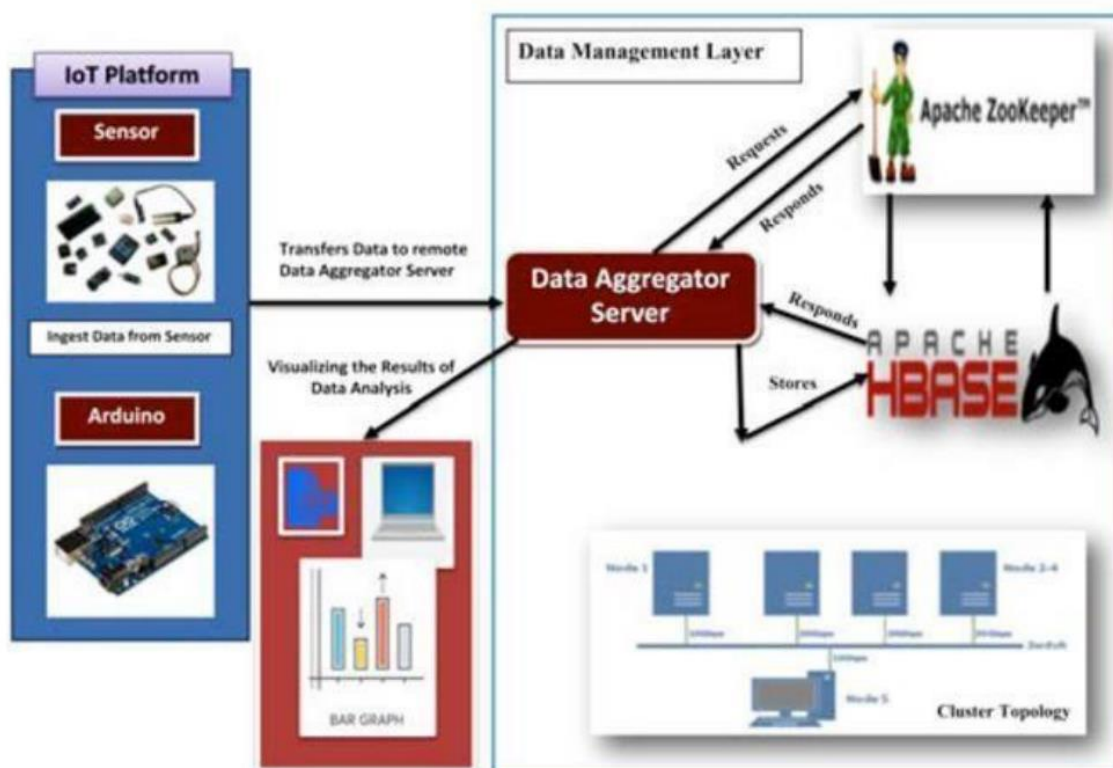 IoT Platform
Sensor
Ingest Data from Sensor
Arduino
Transfers Data to remote
Data Aggregator Server
Visualizing the Results of
Data Analysis
BAR GRAPH
Data Management Layer
Apache ZooKeeper™
Requests
Responds
Data Aggregator
Server
Responds
APACHE
HBASE
Stores
Node 1
Node 2-4
Node 5
Cluster Topology